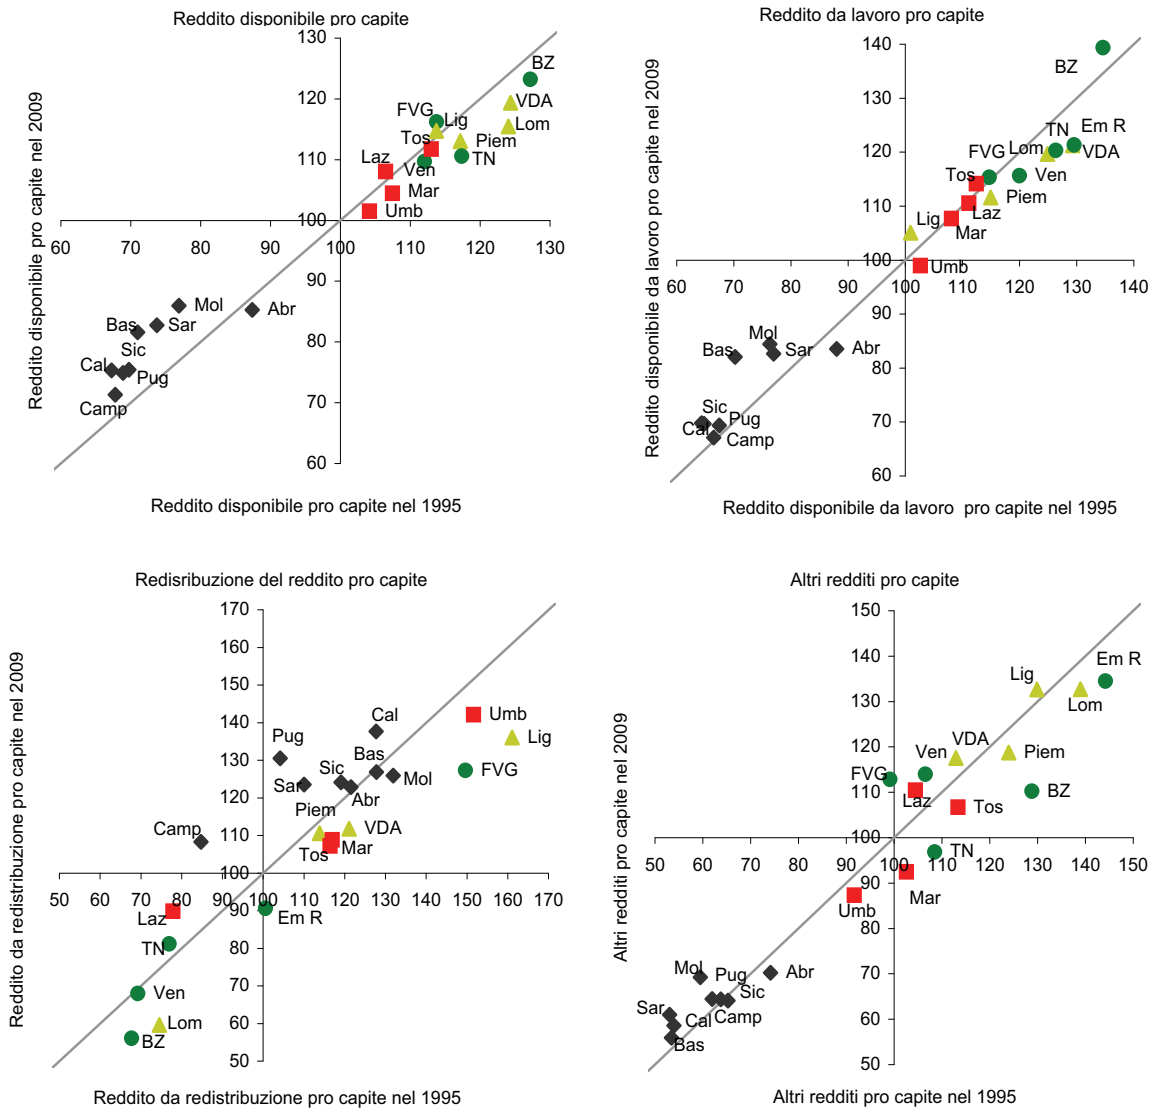 Reddito disponibile pro capite
Reddito disponibile pro capite nel 2009
130
120
110
100
90
80
70
60
60 70 80 90 100 110 120 130
BZ
VDA
FVG
Lig
Lom
Tos
Piem
Laz
Ven
TN
Mar
Umb
Mol
Abr
Bas
Sar
Sic
Cal
Pug
Camp
Reddito disponibile pro capite nel 1995
Reddito da lavoro pro capite
Reddito disponibile da lavoro pro capite nel 2009
140
130
120
110
100
90
80
70
60
60 70 80 90 100 110 120 130 140
BZ
TN
Em R
FVG
Lom
VDA
Tos
Ven
Piem
Lig
Laz
Mar
Umb
Mol
Bas
Sar
Abr
Sic
Pug
Cal
Camp
Reddito disponibile da lavoro pro capite nel 1995
Redisribuzione del reddito pro capite
Reddito da redistribuzione pro capite nel 2009
170
160
150
140
130
120
110
100
90
80
70
60
50
50 60 70 80 90 100 110 120 130 140 150 160 170
Cal
Umb
Pug
Lig
Bas
Sic
FVG
Sar
Mol
Abr
Piem
Camp
VDA
Tos
Mar
Laz
Em R
TN
Ven
Lom
BZ
Reddito da redistribuzione pro capite nel 1995
Altri redditi pro capite
Altri redditi pro capite nel 2009
150
140
130
120
110
100
90
80
70
60
50
50 60 70 80 90 100 110 120 130 140 150
Em R
Lig
Lom
VDA
Ven
Piem
FVG
BZ
Laz
Tos
TN
Mar
Umb
Mol
Pug
Abr
Sic
Sar
Cal
Camp
Bas
Altri redditi pro capite nel 1995